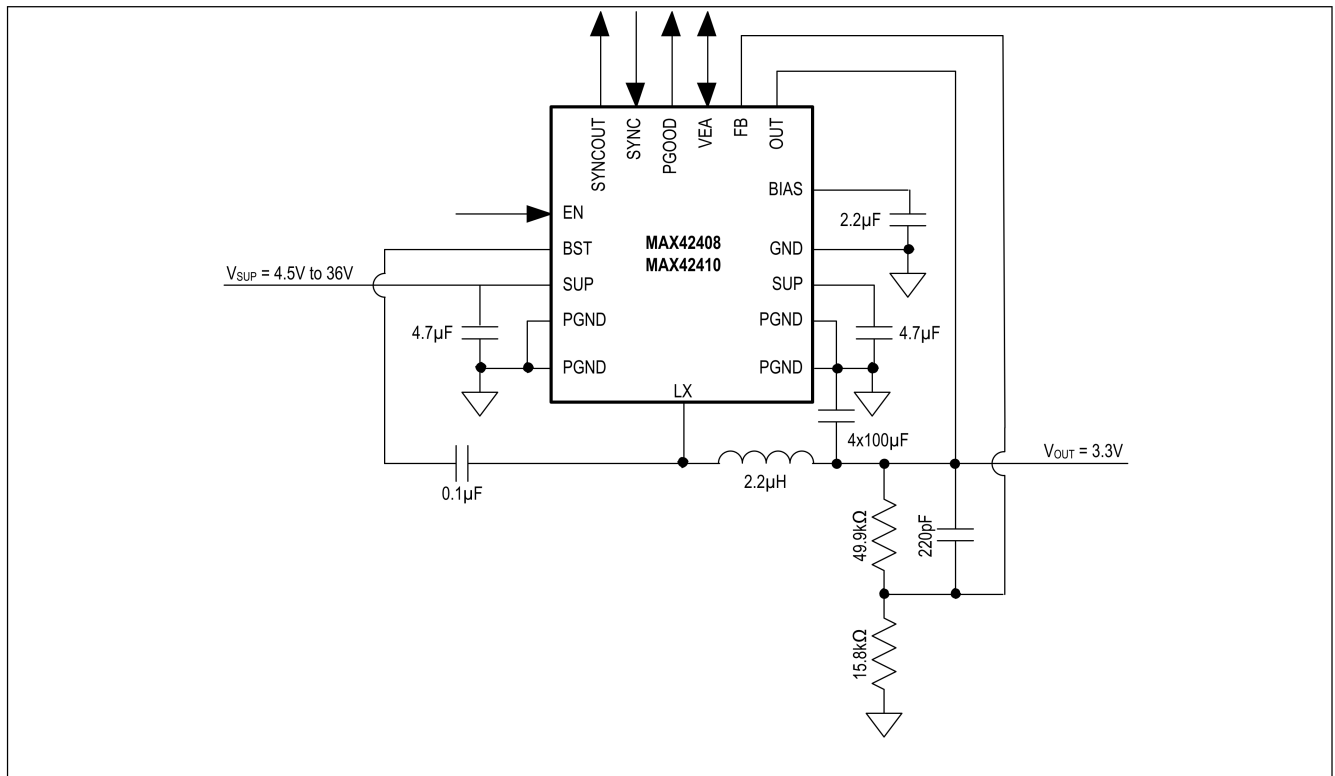 SYNCOUT
SYNC
PGOOD
VEA
FB
OUT
BIAS
2.2µF
EN
MAX42408
MAX42410
BST
GND
V_SUP = 4.5V to 36V
SUP
SUP
4.7µF
PGND
PGND
4.7µF
PGND
PGND
LX
4x100µF
V_OUT = 3.3V
0.1µF
2.2µH
49.9kΩ
220pF
15.8kΩ